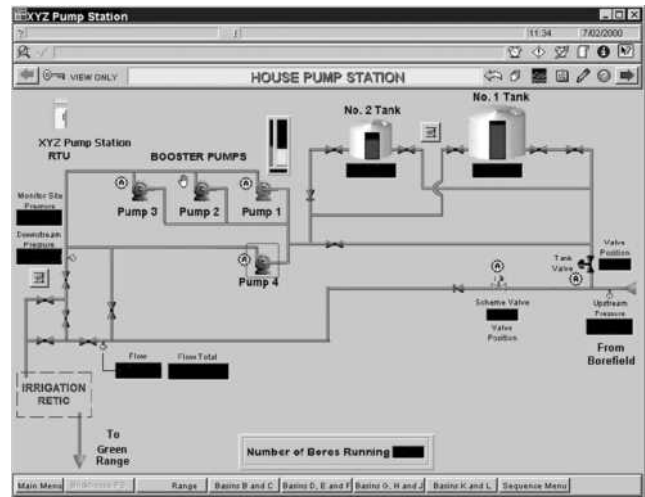 XYZ Pump Station
11:34
7/02/2000
VIEW ONLY
HOUSE PUMP STATION
No. 1 Tank
No. 2 Tank
XYZ Pump Station
RTU
BOOSTER PUMPS
Pump 3
Pump 2
Pump 1
Monitor Site
Pressure
Downstream
Pressure
Pump 4
Valve
Position
Tank
Valve
Scheme Valve
Valve
Position
Upstream
Pressure
From
Borefield
Flow
Flow Total
IRRIGATION
RETIC
To
Green
Range
Number of Bores Running
Main Menu
Range
Basins B and C
Basins D, E and F
Basins G, H and J
Basins K and L
Sequence Menu